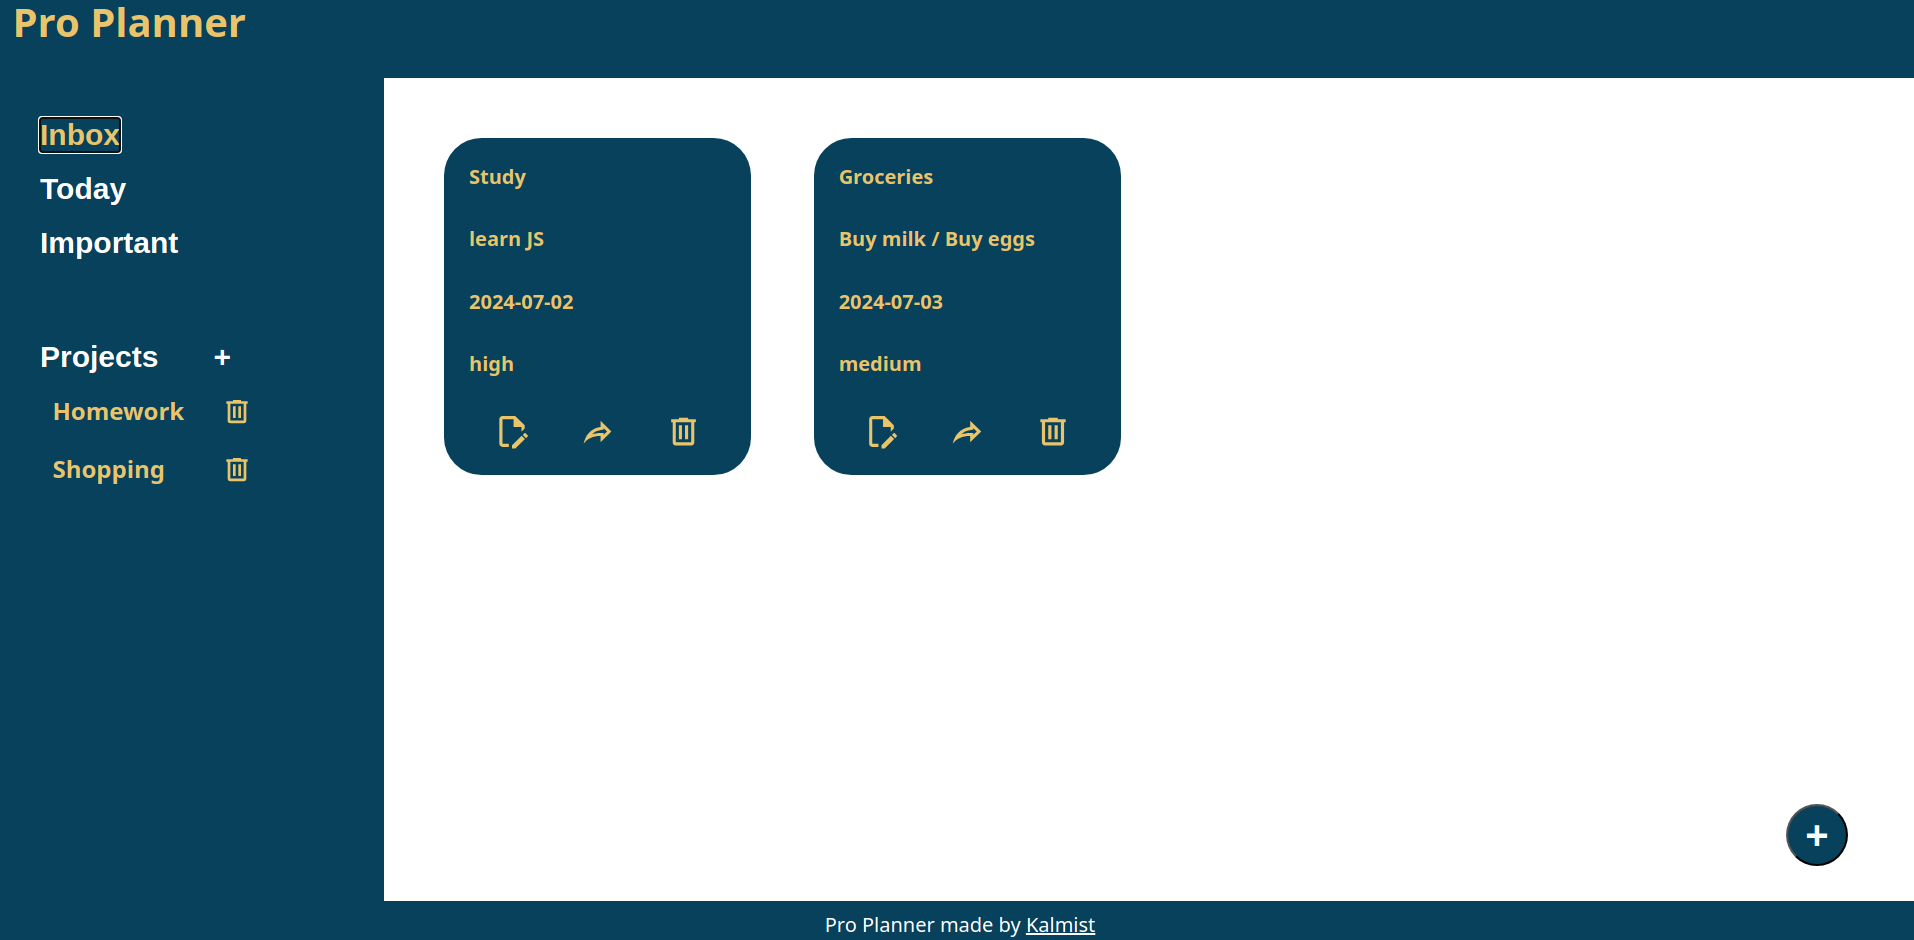 Pro Planner
Inbox
Today
Important
Projects +
Homework
Shopping
Study
learn JS
2024-07-02
high
Groceries
Buy milk / Buy eggs
2024-07-03
medium
+
Pro Planner made by Kalmist